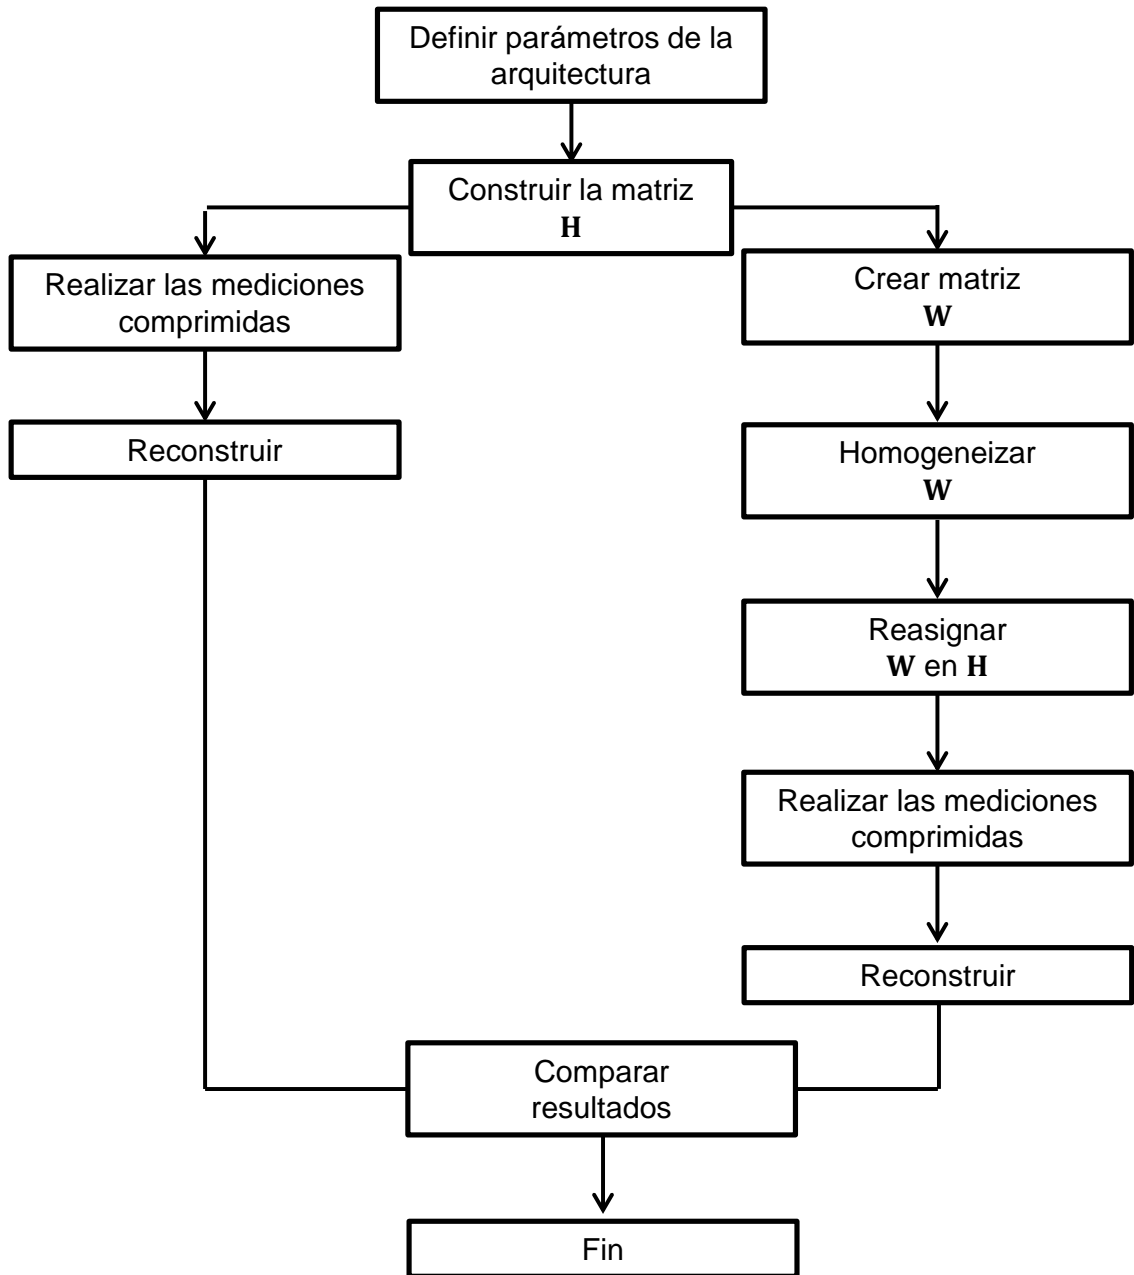 Definir parámetros de la
arquitectura
Construir la matriz
H
Realizar las mediciones
comprimidas
Reconstruir
Crear matriz
W
Homogeneizar
W
Reasignar
W en H
Realizar las mediciones
comprimidas
Reconstruir
Comparar
resultados
Fin